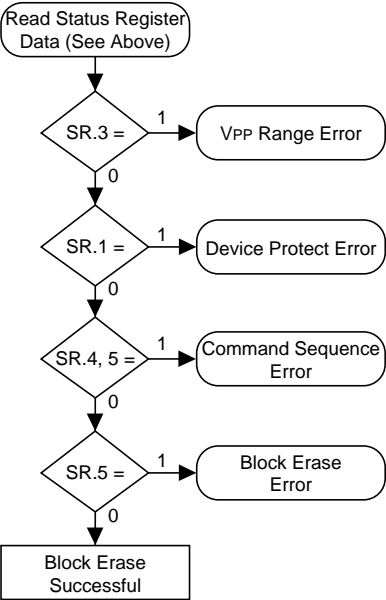 Read Status Register
Data (See Above)
SR.3 =
1
VPP Range Error
0
SR.1 =
1
Device Protect Error
0
SR.4, 5 =
1
Command Sequence
Error
0
SR.5 =
1
Block Erase
Error
0
Block Erase
Successful